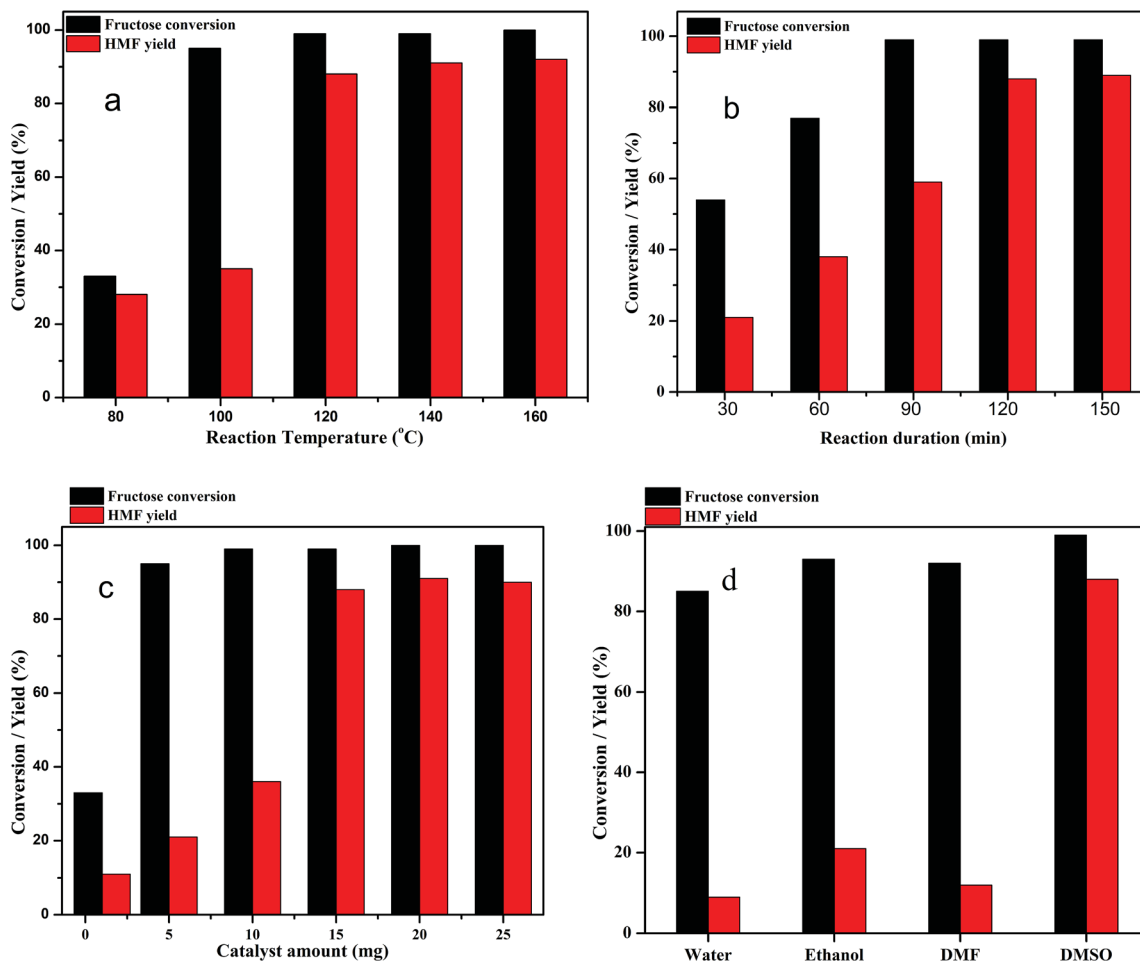 Fructose conversion
HMF yield
a
Conversion / Yield (%)
100
80
60
40
20
0
80 100 120 140 160
Reaction Temperature (°C)
Fructose conversion
HMF yield
b
Conversion / Yield (%)
100
80
60
40
20
0
30 60 90 120 150
Reaction duration (min)
Fructose conversion
HMF yield
c
Conversion / Yield (%)
100
80
60
40
20
0
0 5 10 15 20 25
Catalyst amount (mg)
Fructose conversion
HMF yield
d
Conversion / Yield (%)
100
80
60
40
20
0
Water Ethanol DMF DMSO